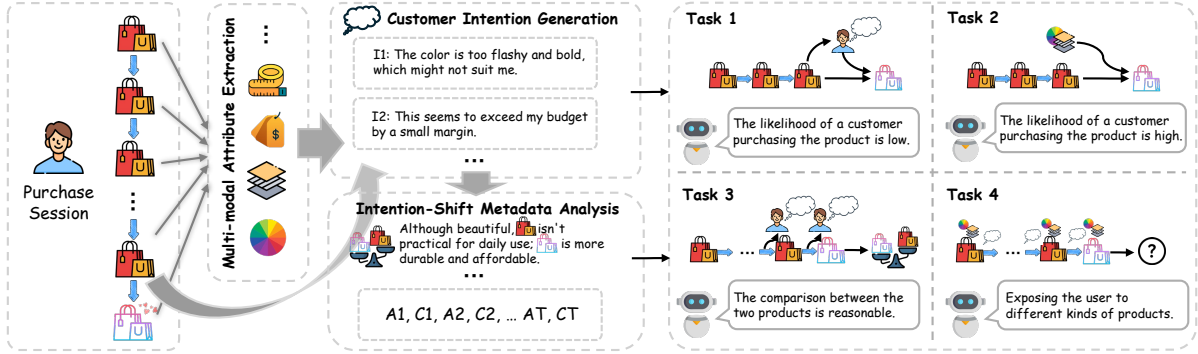 Purchase
Session
Multi-modal Attribute Extraction
Customer Intention Generation
I1: The color is too flashy and bold,
which might not suit me.
I2: This seems to exceed my budget
by a small margin.
...
Intention-Shift Metadata Analysis
Although beautiful, isn't
practical for daily use; is more
durable and affordable.
...
A1, C1, A2, C2, ... AT, CT
Task 1
The likelihood of a customer
purchasing the product is low.
Task 2
The likelihood of a customer
purchasing the product is high.
Task 3
...
The comparison between the
two products is reasonable.
Task 4
...
?
Exposing the user to
different kinds of products.